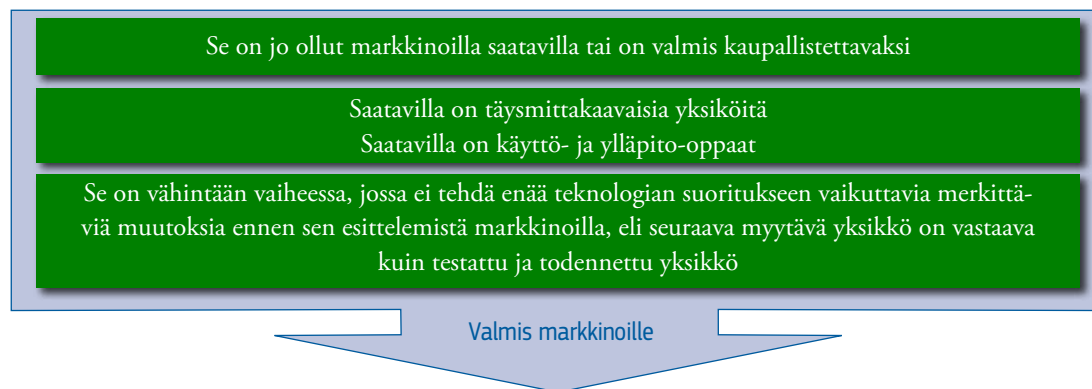 Se on jo ollut markkinoilla saatavilla tai on valmis kaupallistettavaksi
Saatavilla on täysmittakaavaisia yksiköitä
Saatavilla on käyttö- ja ylläpito-oppaat
Se on vähintään vaiheessa, jossa ei tehdä enää teknologian suoritukseen vaikuttavia merkittä-
viä muutoksia ennen sen esittelemistä markkinoilla, eli seuraava myytävä yksikkö on vastaava
kuin testattu ja todennettu yksikkö
Valmis markkinoille